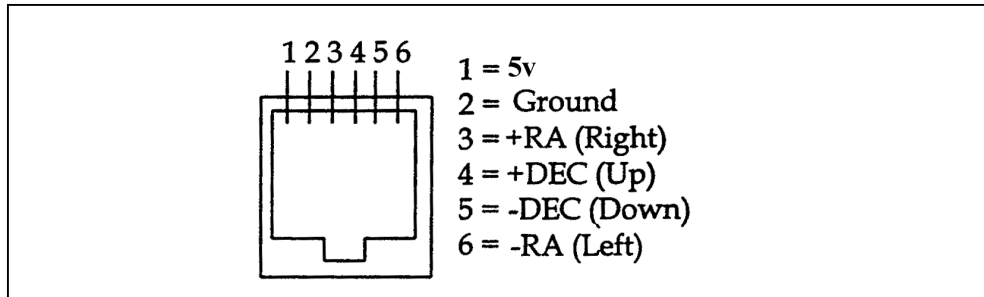 1 2 3 4 5 6
1 = 5v
2 = Ground
3 = +RA (Right)
4 = +DEC (Up)
5 = -DEC (Down)
6 = -RA (Left)